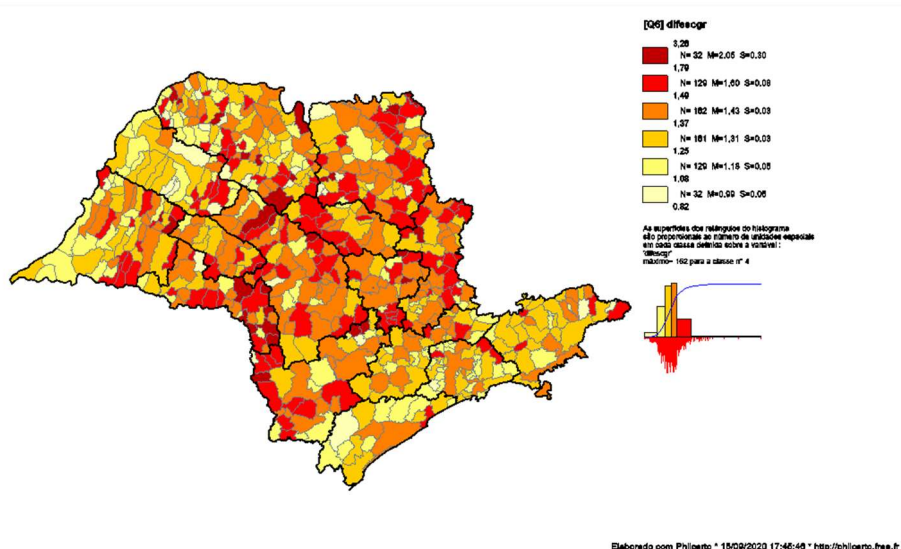 [Q6] difescgr
3,28
N= 32 M=2,05 S=0.30
1,79
N= 129 M=1,60 S=0.08
1,49
N= 162 M=1,43 S=0.03
1,37
N= 161 M=1,31 S=0.03
1,25
N= 129 M=1.18 S=0.05
1,08
N= 32 M=0.99 S=0.06
0,82
As superfícies dos retângulos do histograma
são proporcionais ao número de unidades espaciais
em cada classe definida sobre a variável :
'difescgr'
máximo= 162 para a classe n° 4
Elaborado com Philcarto * 15/09/2020 17:45:46 * http://philcarto.free.fr